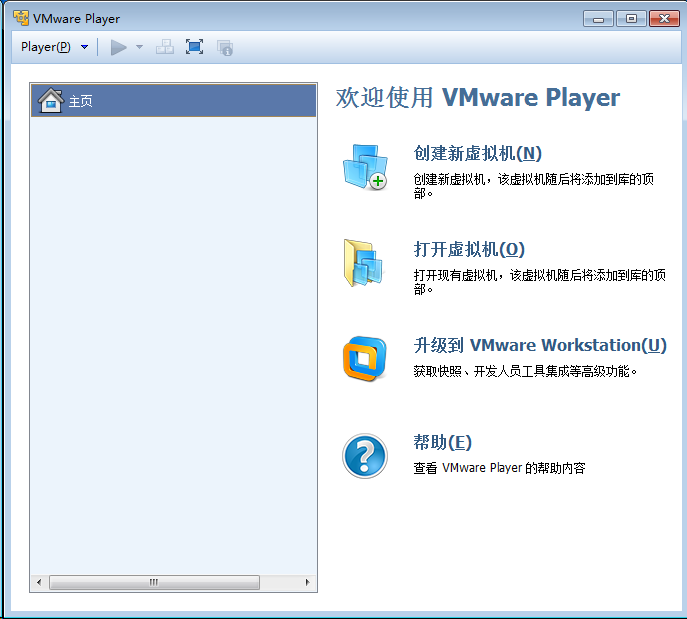 VMware Player
Player(P)
主页
欢迎使用 VMware Player
创建新虚拟机(N)
创建新虚拟机，该虚拟机随后将添加到库的顶
部。
打开虚拟机(O)
打开现有虚拟机，该虚拟机随后将添加到库的顶
部。
升级到 VMware Workstation(U)
获取快照、开发人员工具集成等高级功能。
帮助(E)
查看 VMware Player 的帮助内容